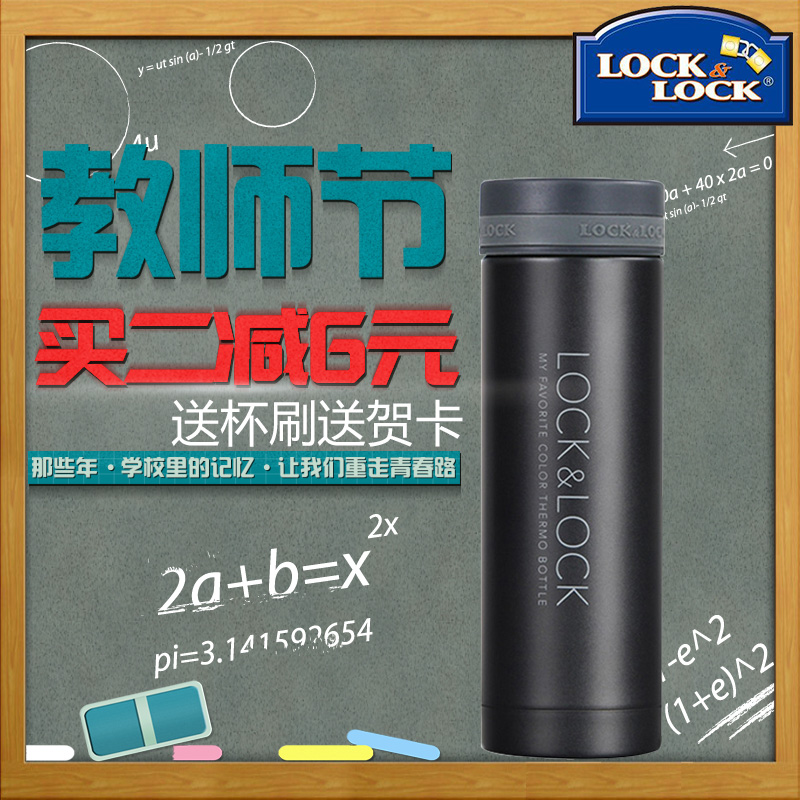 y = ut sin (a)- 1/2 gt
LOCK & LOCK®
4u
0a + 40 x 2a = 0
t sin (a)- 1/2 gt
教师节
买二减6元
送杯刷送贺卡
那些年·学校里的记忆·让我们重走青春路
LOCK
LOCK&LOCK
LOCK&LOCK
MY FAVORITE COLOR THERMO BOTTLE
2a+b=x 2x
pi=3.141592654
-e^2
(1+e)^2